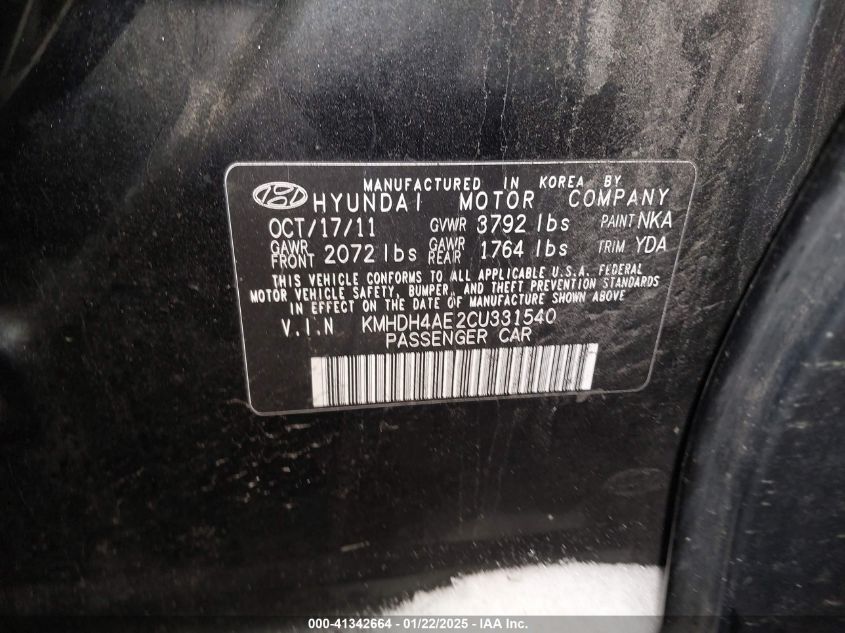 MANUFACTURED IN KOREA BY
HYUNDAI MOTOR COMPANY
OCT/17/11 GVWR 3792 lbs PAINT NKA
GAWR FRONT 2072 lbs GAWR REAR 1764 lbs TRIM YDA
THIS VEHICLE CONFORMS TO ALL APPLICABLE U.S.A. FEDERAL
MOTOR VEHICLE SAFETY, BUMPER, AND THEFT PREVENTION STANDARDS
IN EFFECT ON THE DATE OF MANUFACTURE SHOWN ABOVE
V.I.N KMHDH4AE2CU331540
PASSENGER CAR
000-41342664 - 01/22/2025 - IAA Inc.